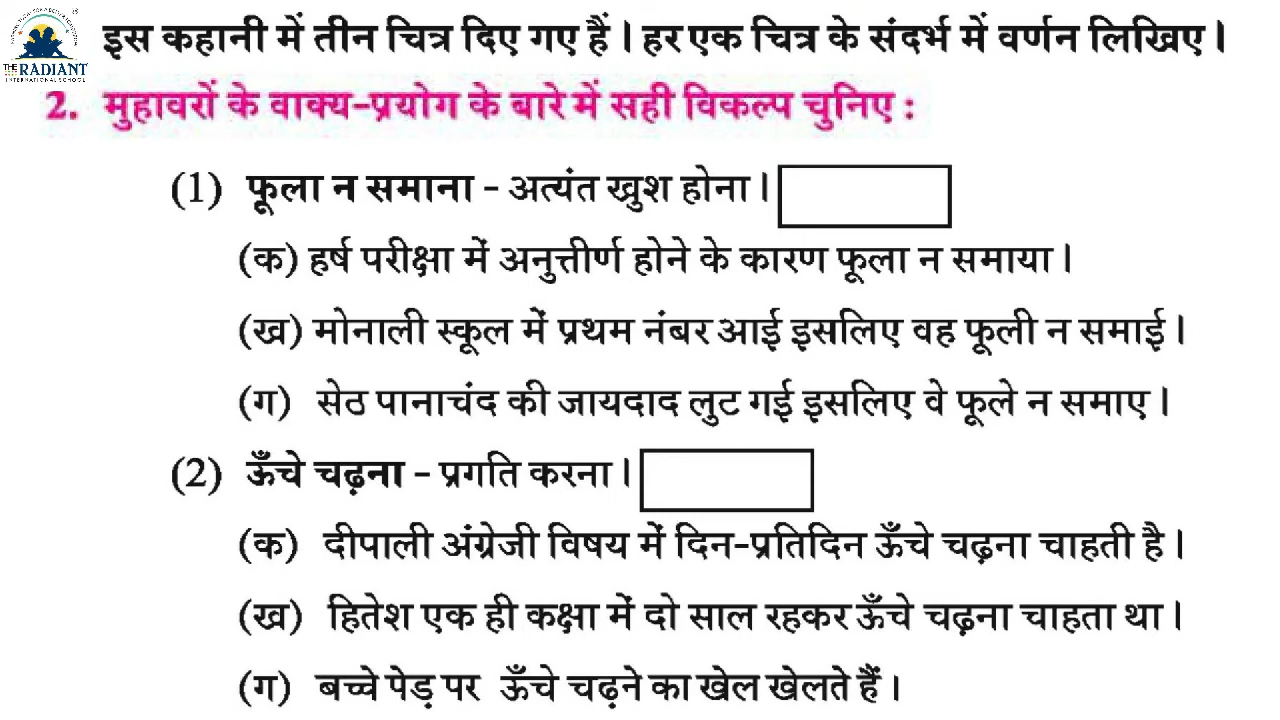 इस कहानी में तीन चित्र दिए गए हैं । हर एक चित्र के संदर्भ में वर्णन लिखिए ।
THE RADIANT
INTERNATIONAL SCHOOL
2. मुहावरों के वाक्य-प्रयोग के बारे में सही विकल्प चुनिए :
(1) फूला न समाना - अत्यंत खुश होना ।
(क) हर्ष परीक्षा में अनुत्तीर्ण होने के कारण फूला न समाया ।
(ख) मोनाली स्कूल में प्रथम नंबर आई इसलिए वह फूली न समाई ।
(ग) सेठ पानाचंद की जायदाद लुट गई इसलिए वे फूले न समाए ।
(2) ऊँचे चढ़ना - प्रगति करना ।
(क) दीपाली अंग्रेजी विषय में दिन-प्रतिदिन ऊँचे चढ़ना चाहती है ।
(ख) हितेश एक ही कक्षा में दो साल रहकर ऊँचे चढ़ना चाहता था ।
(ग) बच्चे पेड़ पर ऊँचे चढ़ने का खेल खेलते हैं ।